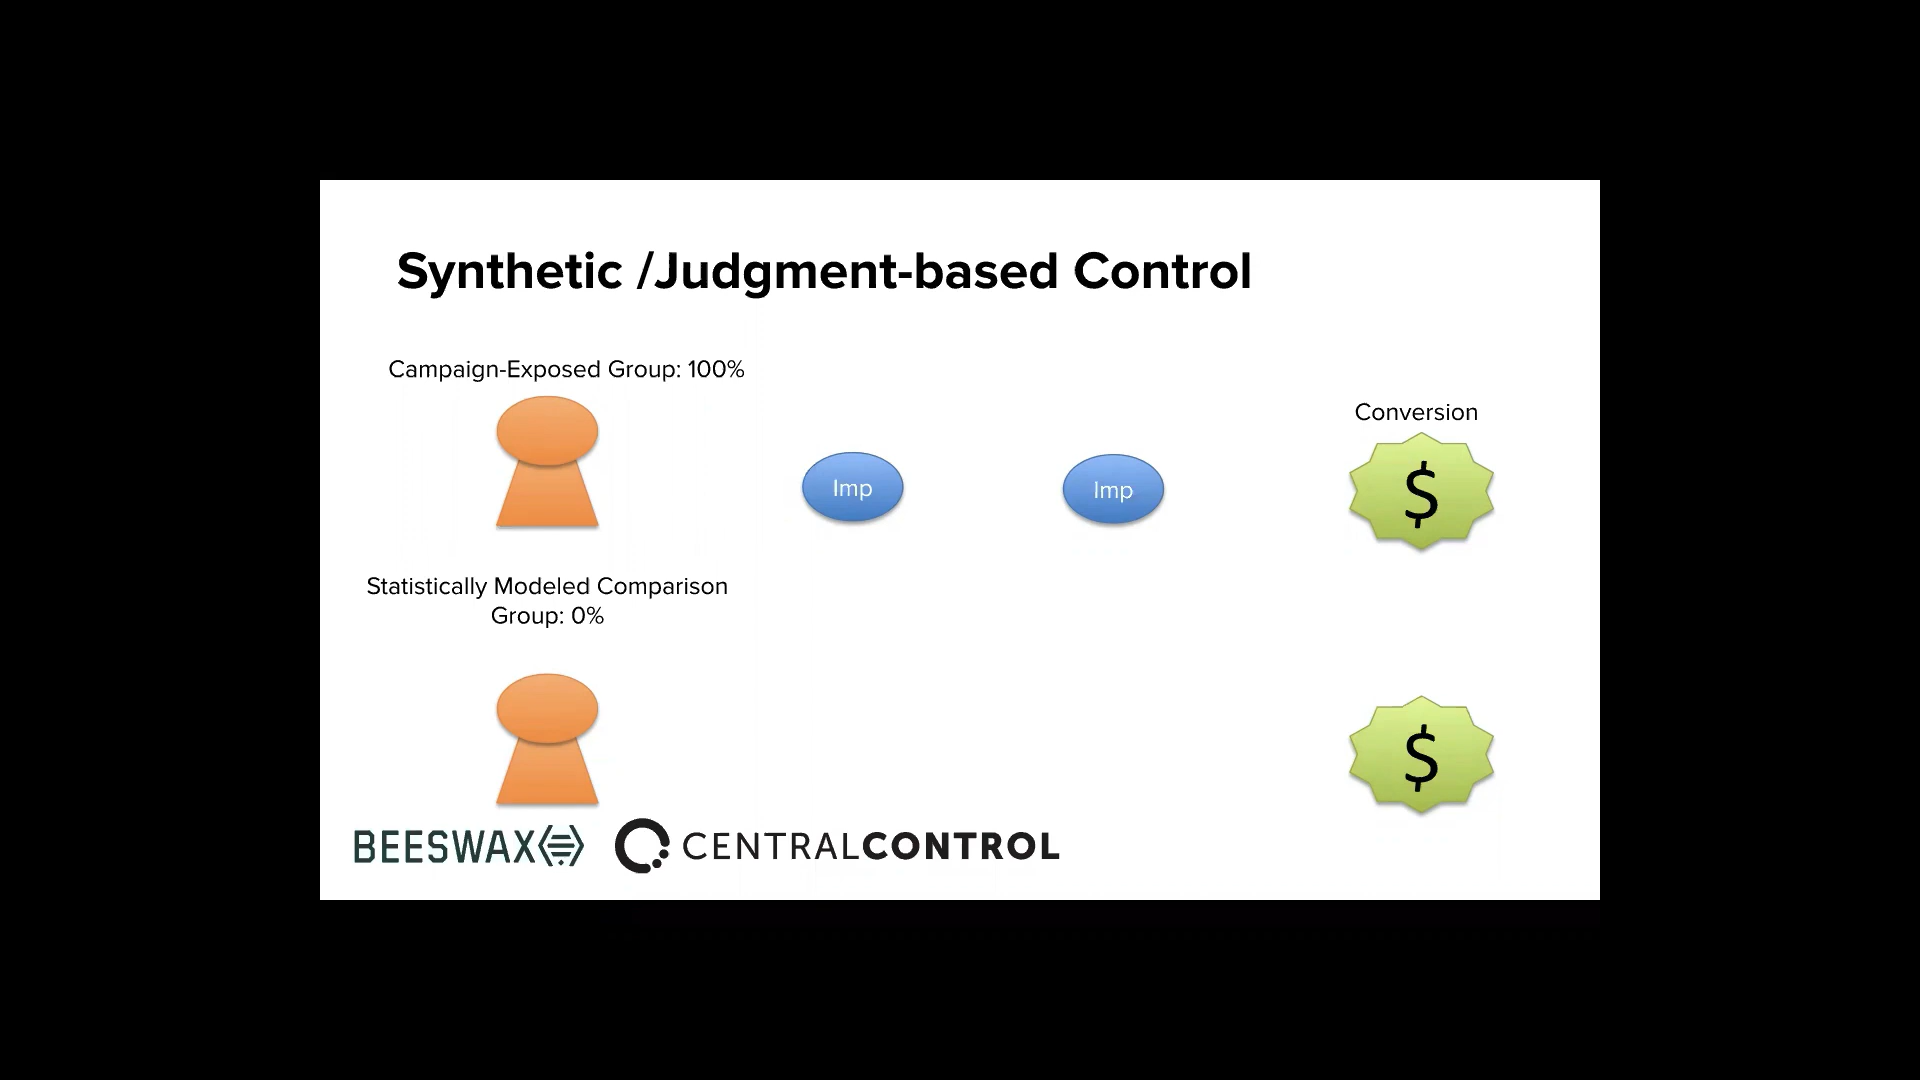 Synthetic /Judgment-based Control
Campaign-Exposed Group: 100%
Conversion
Imp
Imp
$
Statistically Modeled Comparison
Group: 0%
$
BEESWAX
CENTRALCONTROL